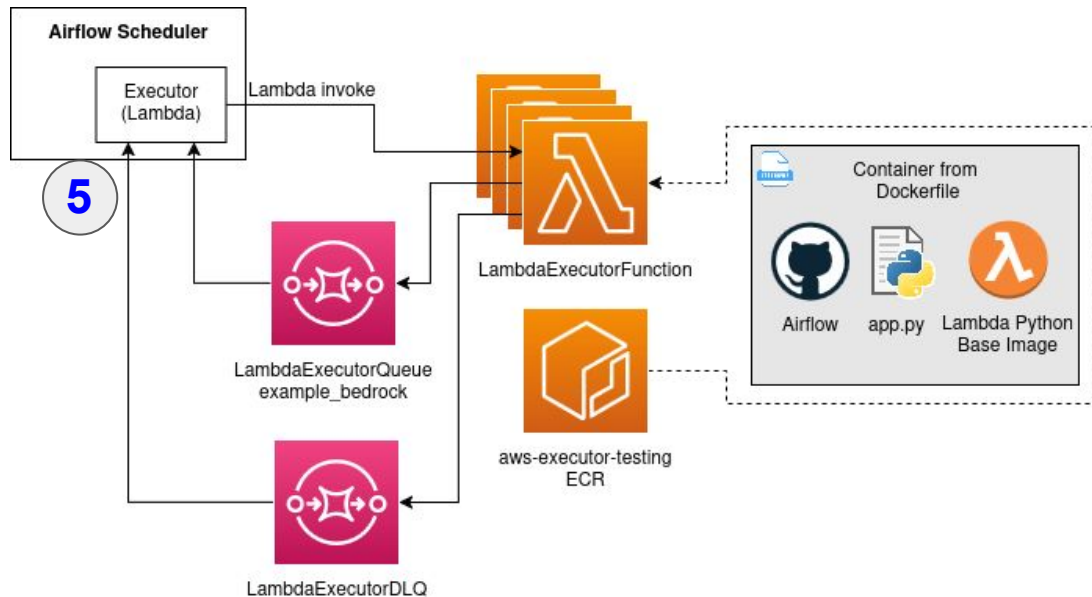 Airflow Scheduler
Executor
(Lambda)
Lambda invoke
5
LambdaExecutorFunction
Container from
Dockerfile
Airflow
app.py
Lambda Python
Base Image
LambdaExecutorQueue
example_bedrock
aws-executor-testing
ECR
LambdaExecutorDLQ